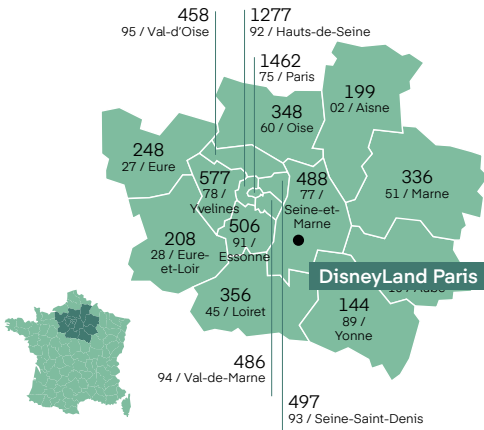 458
95 / Val-d'Oise
1277
92 / Hauts-de-Seine
1462
75 / Paris
199
02 / Aisne
348
60 / Oise
248
27 / Eure
577
78 /
Yvelines
488
77 /
Seine-et-
Marne
336
51 / Marne
506
91 /
Essonne
208
28 / Eure-
et-Loir
DisneyLand Paris
356
45 / Loiret
144
89 /
Yonne
486
94 / Val-de-Marne
497
93 / Seine-Saint-Denis